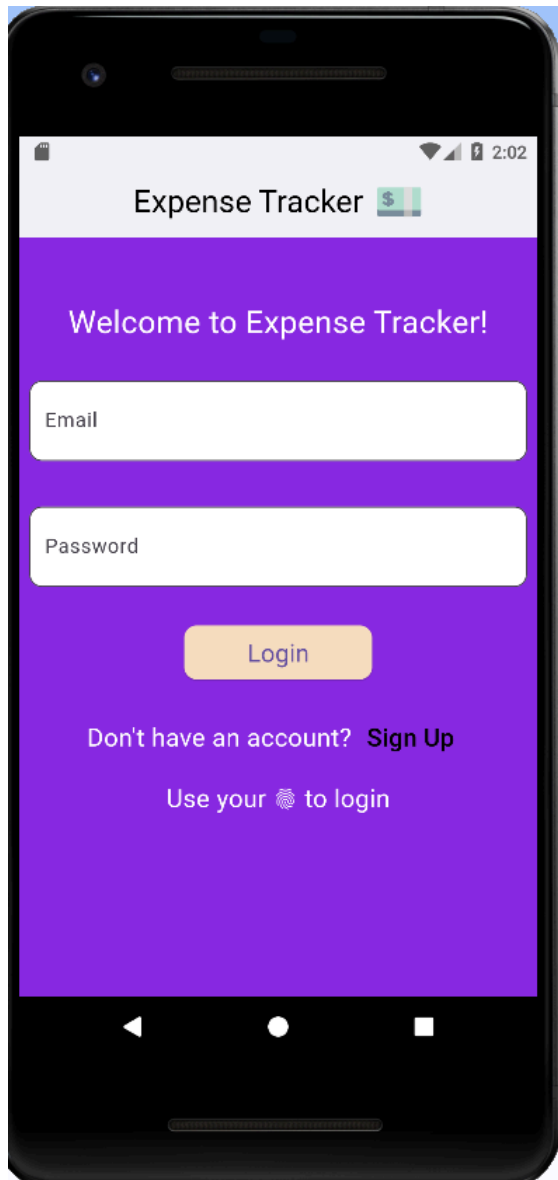 2:02
Expense Tracker
Welcome to Expense Tracker!
Email
Password
Login
Don't have an account? Sign Up
Use your to login